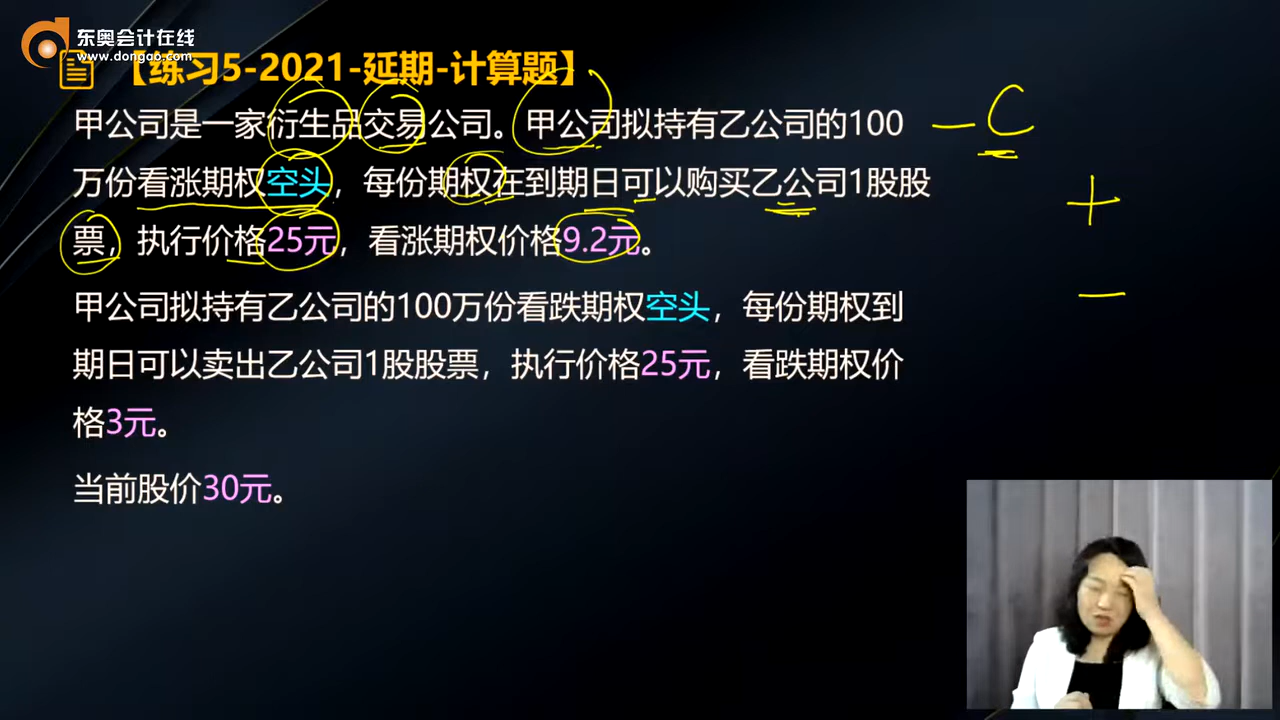 东奥会计在线
www.dongao.com
【练习5-2021-延期-计算题】
甲公司是一家衍生品交易公司。甲公司拟持有乙公司的100
万份看涨期权空头，每份期权在到期日可以购买乙公司1股股
票，执行价格25元，看涨期权价格9.2元。
甲公司拟持有乙公司的100万份看跌期权空头，每份期权到
期日可以卖出乙公司1股股票，执行价格25元，看跌期权价
格3元。
当前股价30元。
－C
＋
－